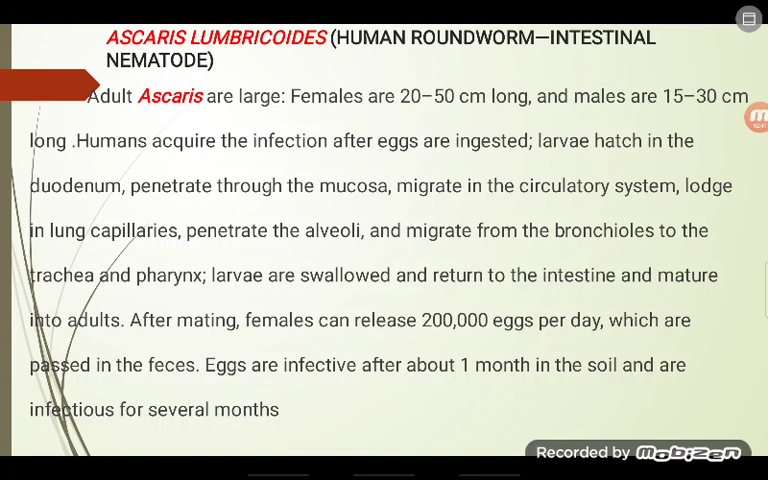 ASCARIS LUMBRICOIDES (HUMAN ROUNDWORM—INTESTINAL
NEMATODE)
Adult Ascaris are large: Females are 20–50 cm long, and males are 15–30 cm
long .Humans acquire the infection after eggs are ingested; larvae hatch in the
duodenum, penetrate through the mucosa, migrate in the circulatory system, lodge
in lung capillaries, penetrate the alveoli, and migrate from the bronchioles to the
trachea and pharynx; larvae are swallowed and return to the intestine and mature
into adults. After mating, females can release 200,000 eggs per day, which are
passed in the feces. Eggs are infective after about 1 month in the soil and are
infectious for several months
Recorded by mobizen